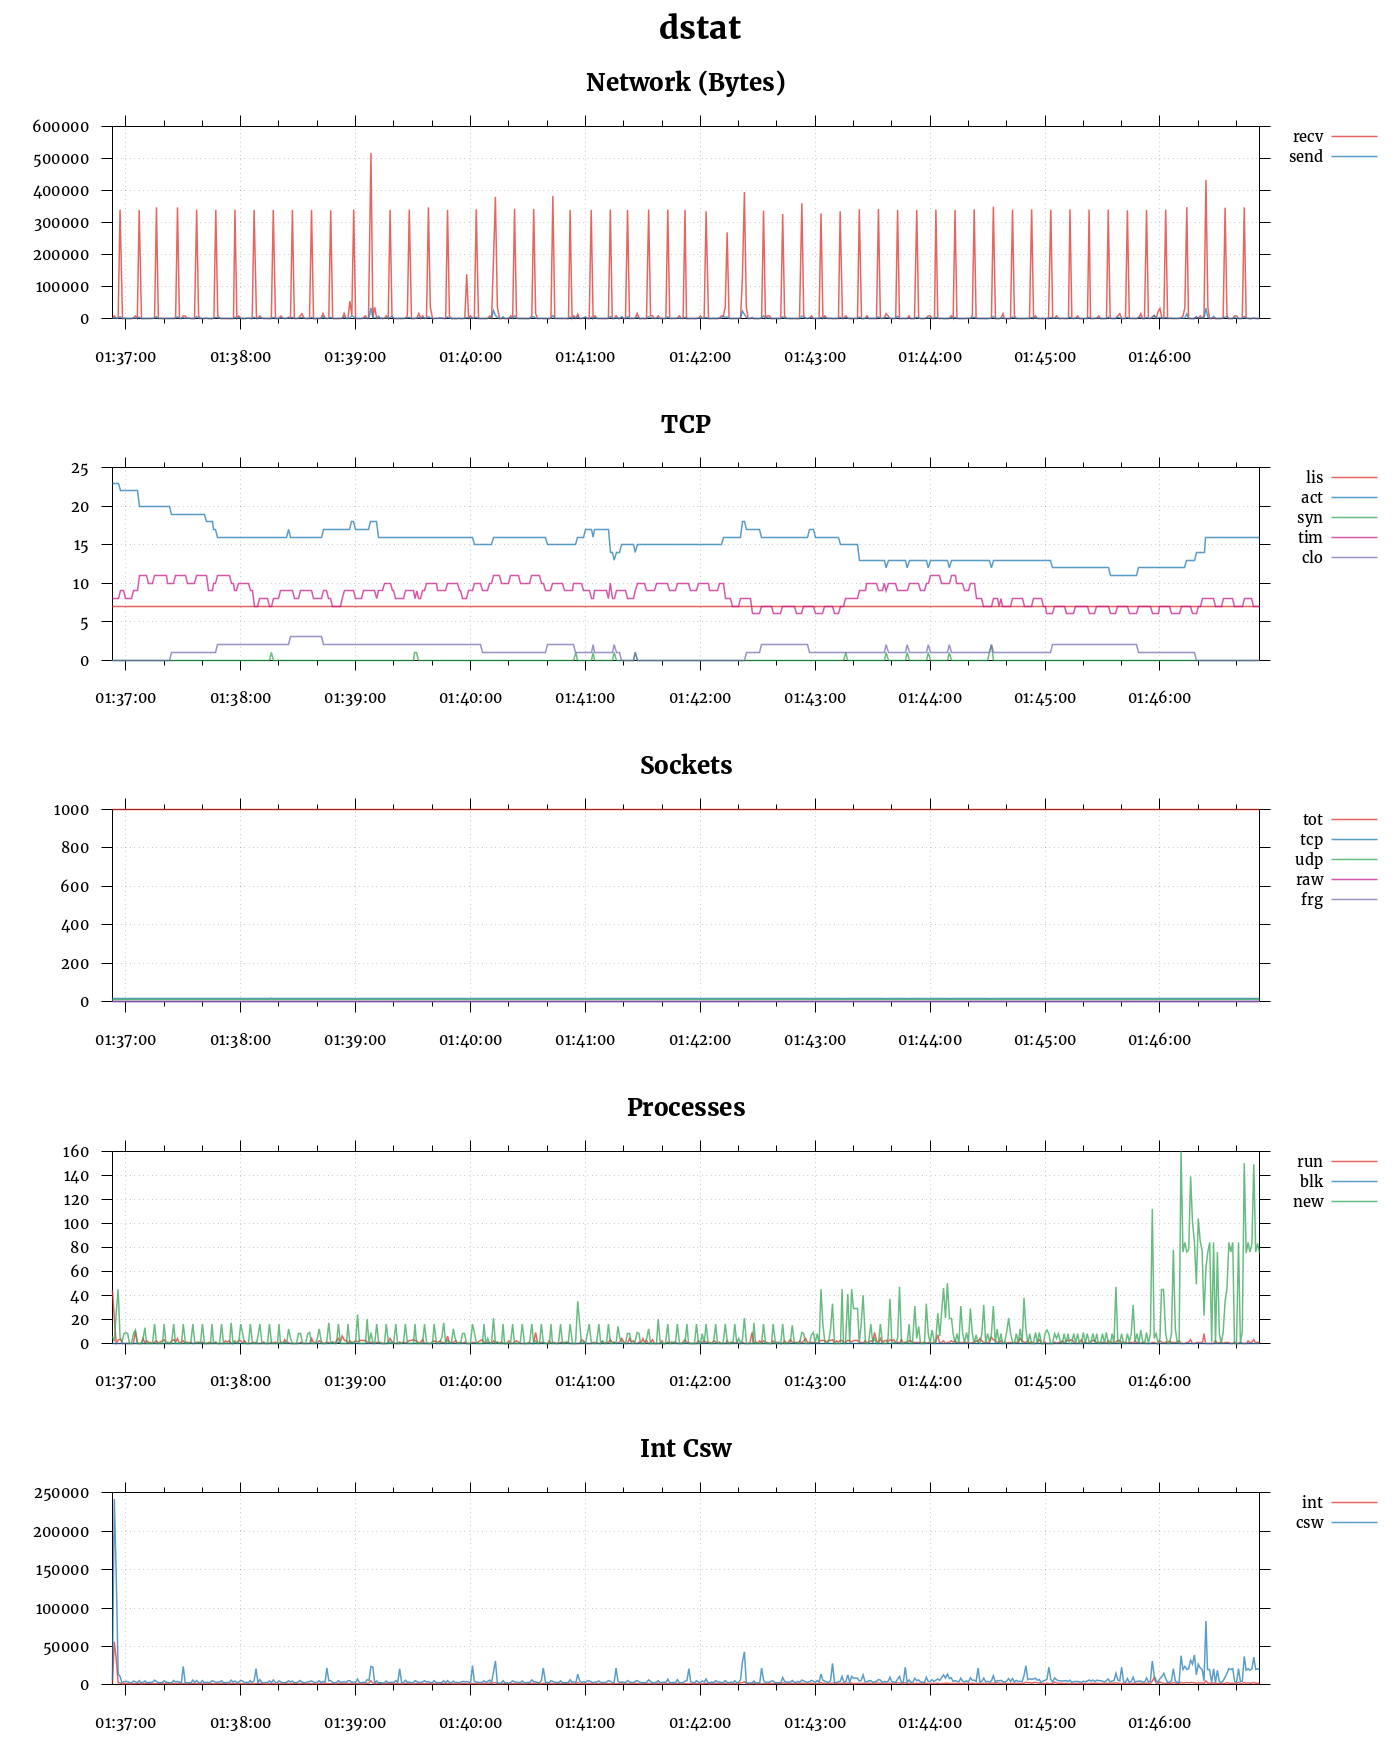 dstat
Network (Bytes)
600000
500000
400000
300000
200000
100000
0
recv
send
01:37:00 01:38:00 01:39:00 01:40:00 01:41:00 01:42:00 01:43:00 01:44:00 01:45:00 01:46:00
TCP
25
20
15
10
5
0
lis
act
syn
tim
clo
01:37:00 01:38:00 01:39:00 01:40:00 01:41:00 01:42:00 01:43:00 01:44:00 01:45:00 01:46:00
Sockets
1000
800
600
400
200
0
tot
tcp
udp
raw
frg
01:37:00 01:38:00 01:39:00 01:40:00 01:41:00 01:42:00 01:43:00 01:44:00 01:45:00 01:46:00
Processes
160
140
120
100
80
60
40
20
0
run
blk
new
01:37:00 01:38:00 01:39:00 01:40:00 01:41:00 01:42:00 01:43:00 01:44:00 01:45:00 01:46:00
Int Csw
250000
200000
150000
100000
50000
0
int
csw
01:37:00 01:38:00 01:39:00 01:40:00 01:41:00 01:42:00 01:43:00 01:44:00 01:45:00 01:46:00